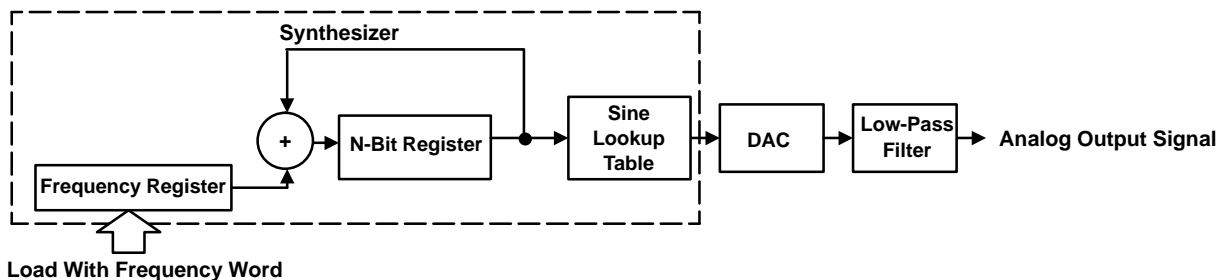 Synthesizer
+
N-Bit Register
Frequency Register
Load With Frequency Word
Sine
Lookup
Table
DAC
Low-Pass
Filter
Analog Output Signal